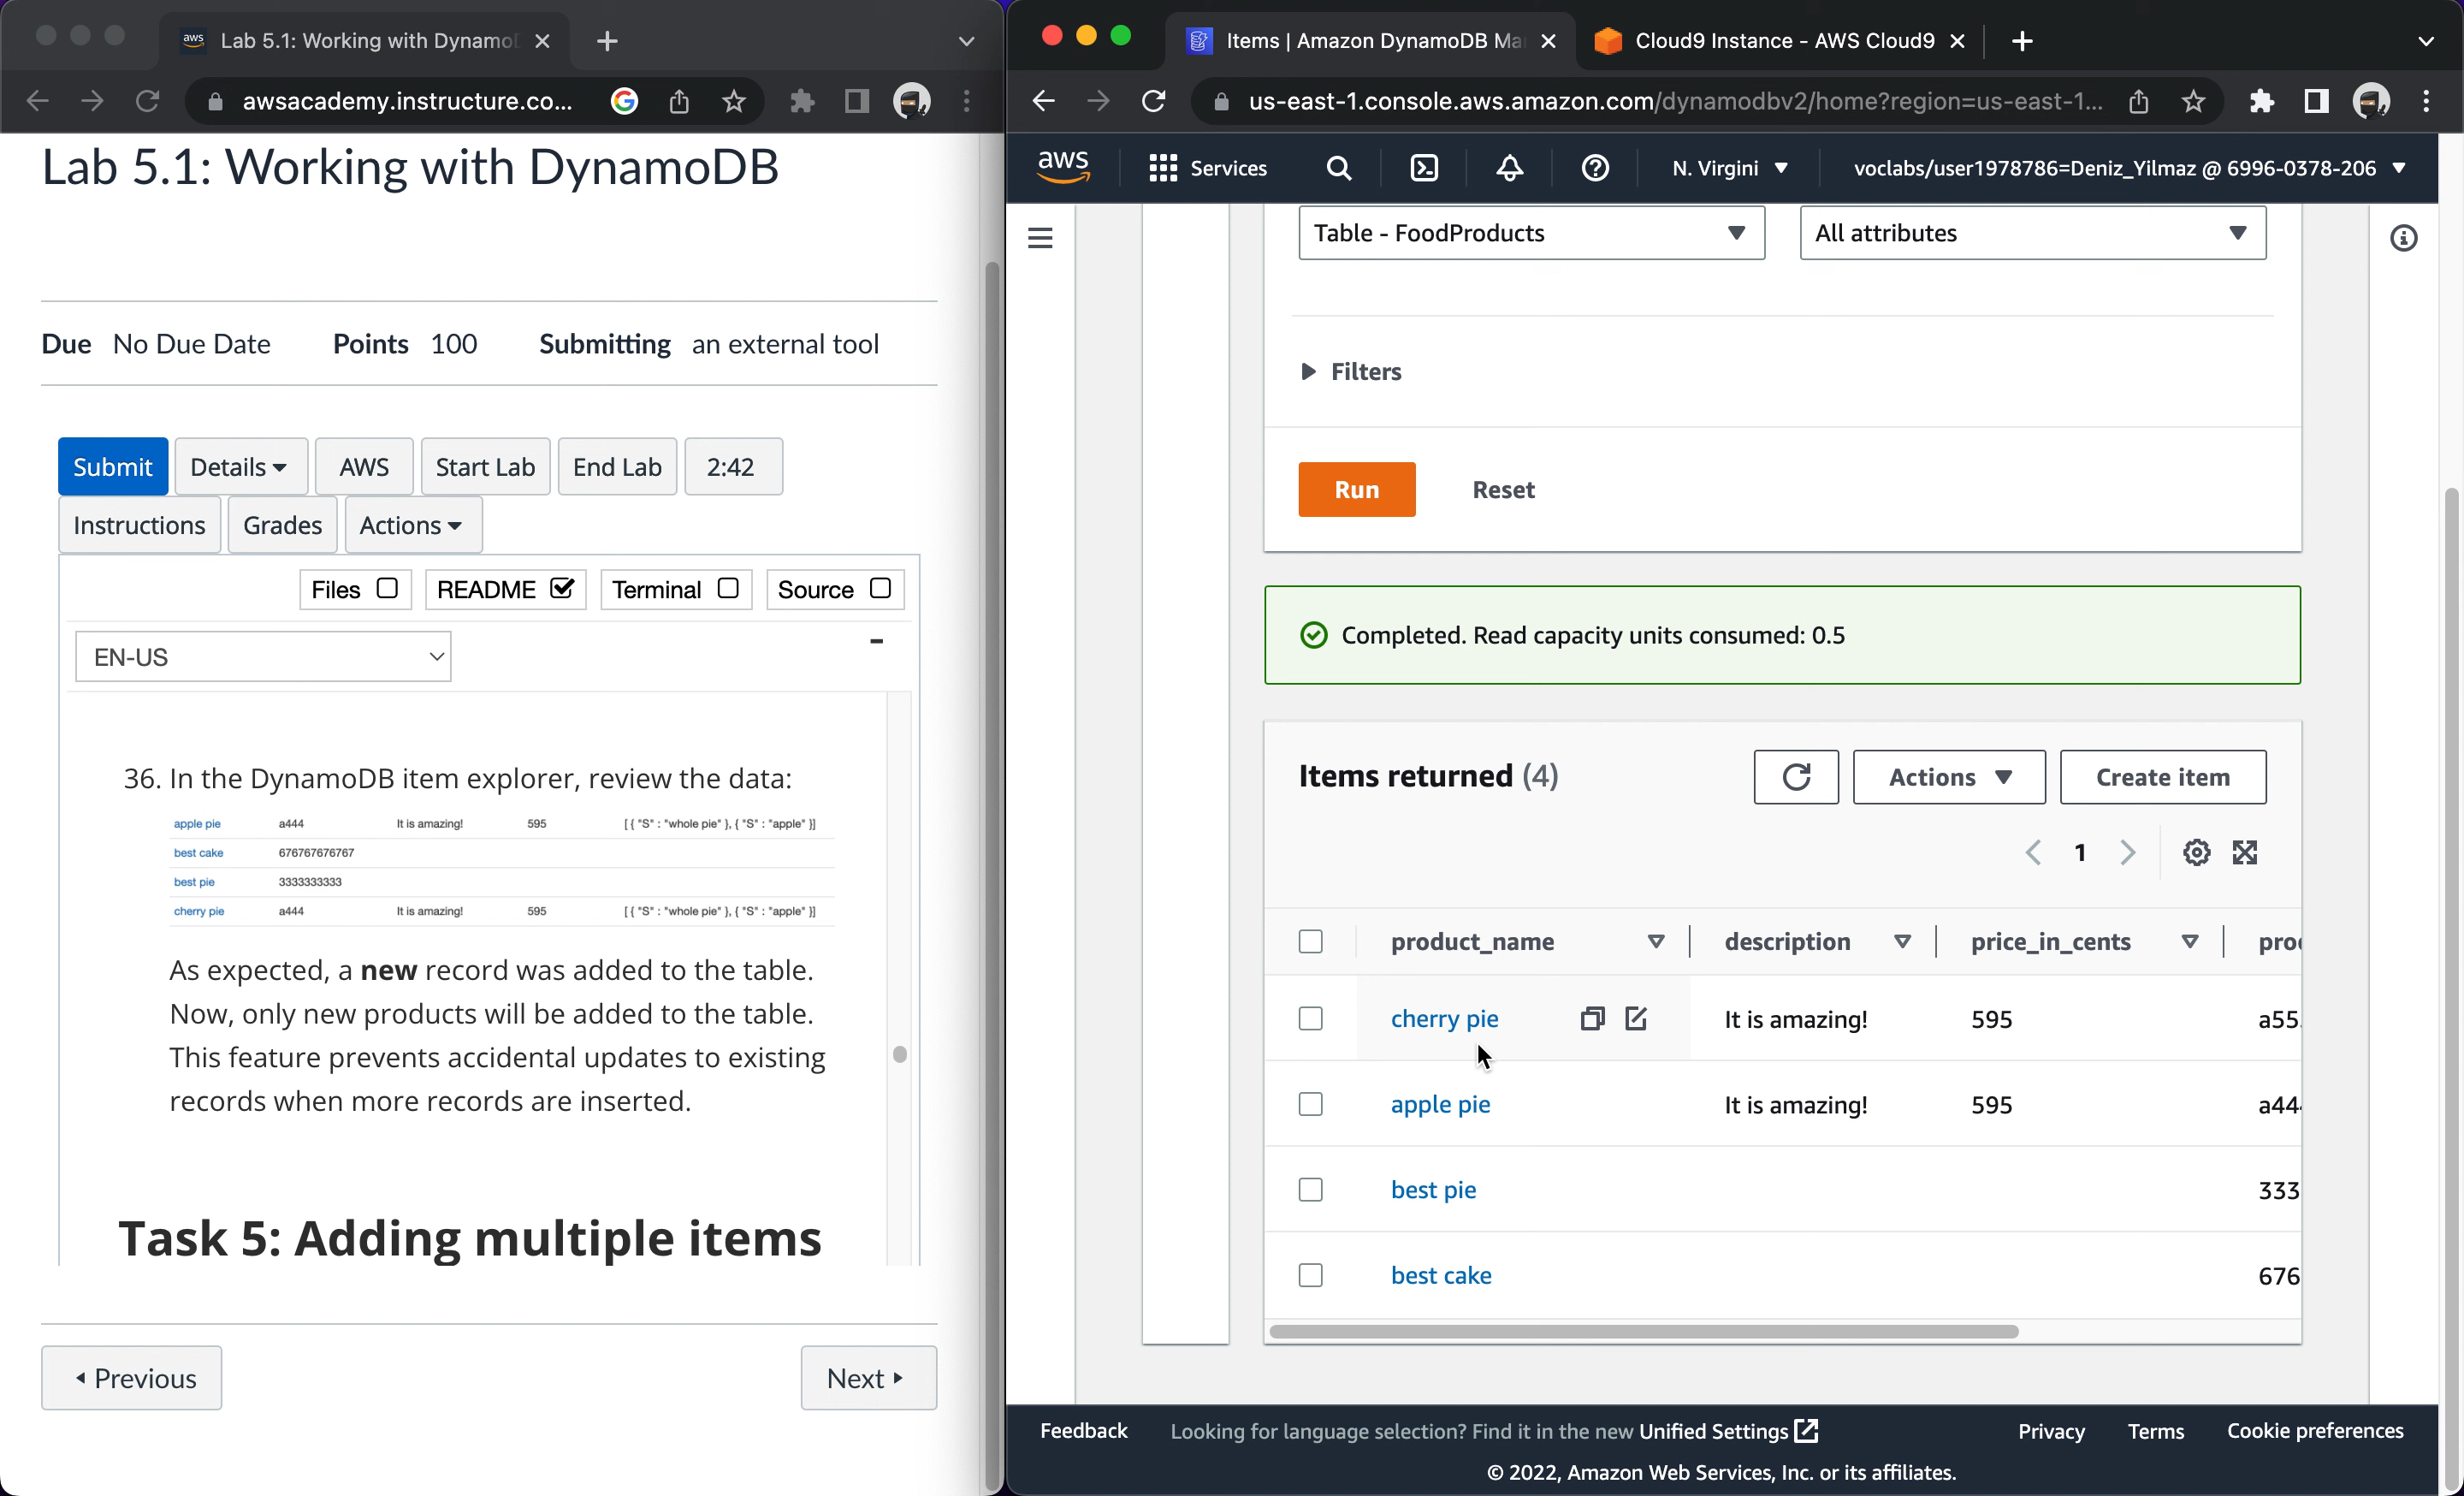 aws Lab 5.1: Working with Dynamo
awsacademy.instructure.co...
Lab 5.1: Working with DynamoDB
Due No Due Date Points 100 Submitting an external tool
Submit Details AWS Start Lab End Lab 2:42
Instructions Grades Actions
Files README Terminal Source
EN-US
36. In the DynamoDB item explorer, review the data:
apple pie a444 It is amazing! 595 [ { "S" : "whole pie" }, { "S" : "apple" }]
best cake 676767676767
best pie 3333333333
cherry pie a444 It is amazing! 595 [ { "S" : "whole pie" }, { "S" : "apple" }]
As expected, a new record was added to the table.
Now, only new products will be added to the table.
This feature prevents accidental updates to existing
records when more records are inserted.
Task 5: Adding multiple items
Previous Next
Items | Amazon DynamoDB Ma Cloud9 Instance - AWS Cloud9
us-east-1.console.aws.amazon.com/dynamodbv2/home?region=us-east-1...
aws Services N. Virgini voclabs/user1978786=Deniz_Yilmaz @ 6996-0378-206
Table - FoodProducts All attributes
Filters
Run Reset
Completed. Read capacity units consumed: 0.5
Items returned (4) Actions Create item
1
product_name description price_in_cents pro
cherry pie It is amazing! 595 a55
apple pie It is amazing! 595 a44
best pie 333
best cake 676
Feedback Looking for language selection? Find it in the new Unified Settings Privacy Terms Cookie preferences
© 2022, Amazon Web Services, Inc. or its affiliates.